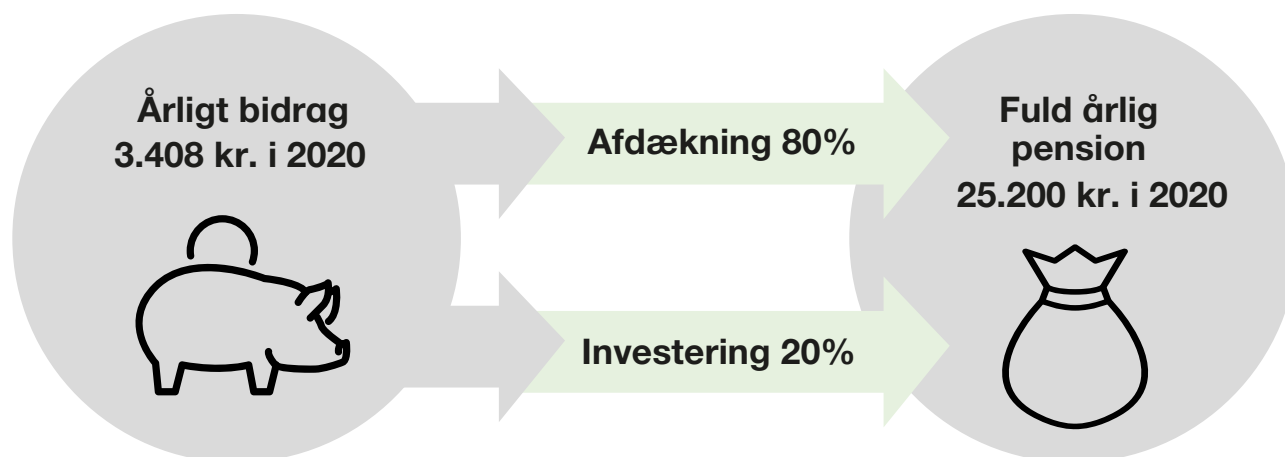 Årligt bidrag
3.408 kr. i 2020
Afdækning 80%
Investering 20%
Fuld årlig
pension
25.200 kr. i 2020